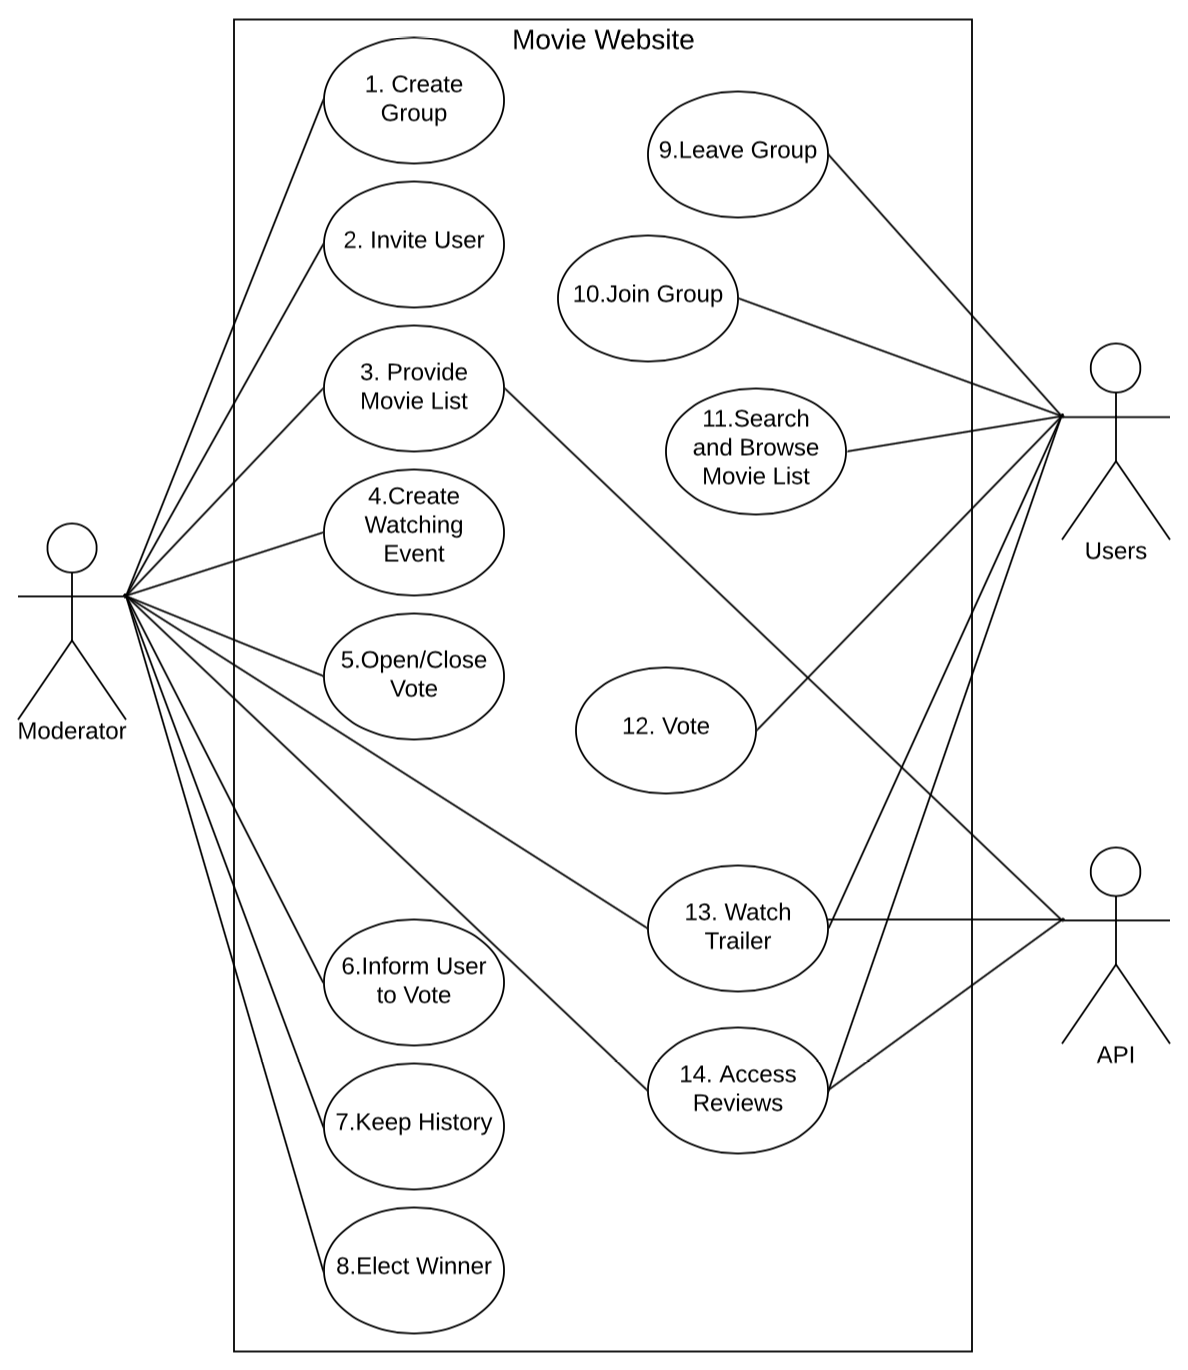 Movie Website
1. Create
Group
2. Invite User
3. Provide
Movie List
4.Create
Watching
Event
5.Open/Close
Vote
6.Inform User
to Vote
7.Keep History
8.Elect Winner
9.Leave Group
10.Join Group
11.Search
and Browse
Movie List
12. Vote
13. Watch
Trailer
14. Access
Reviews
Moderator
Users
API